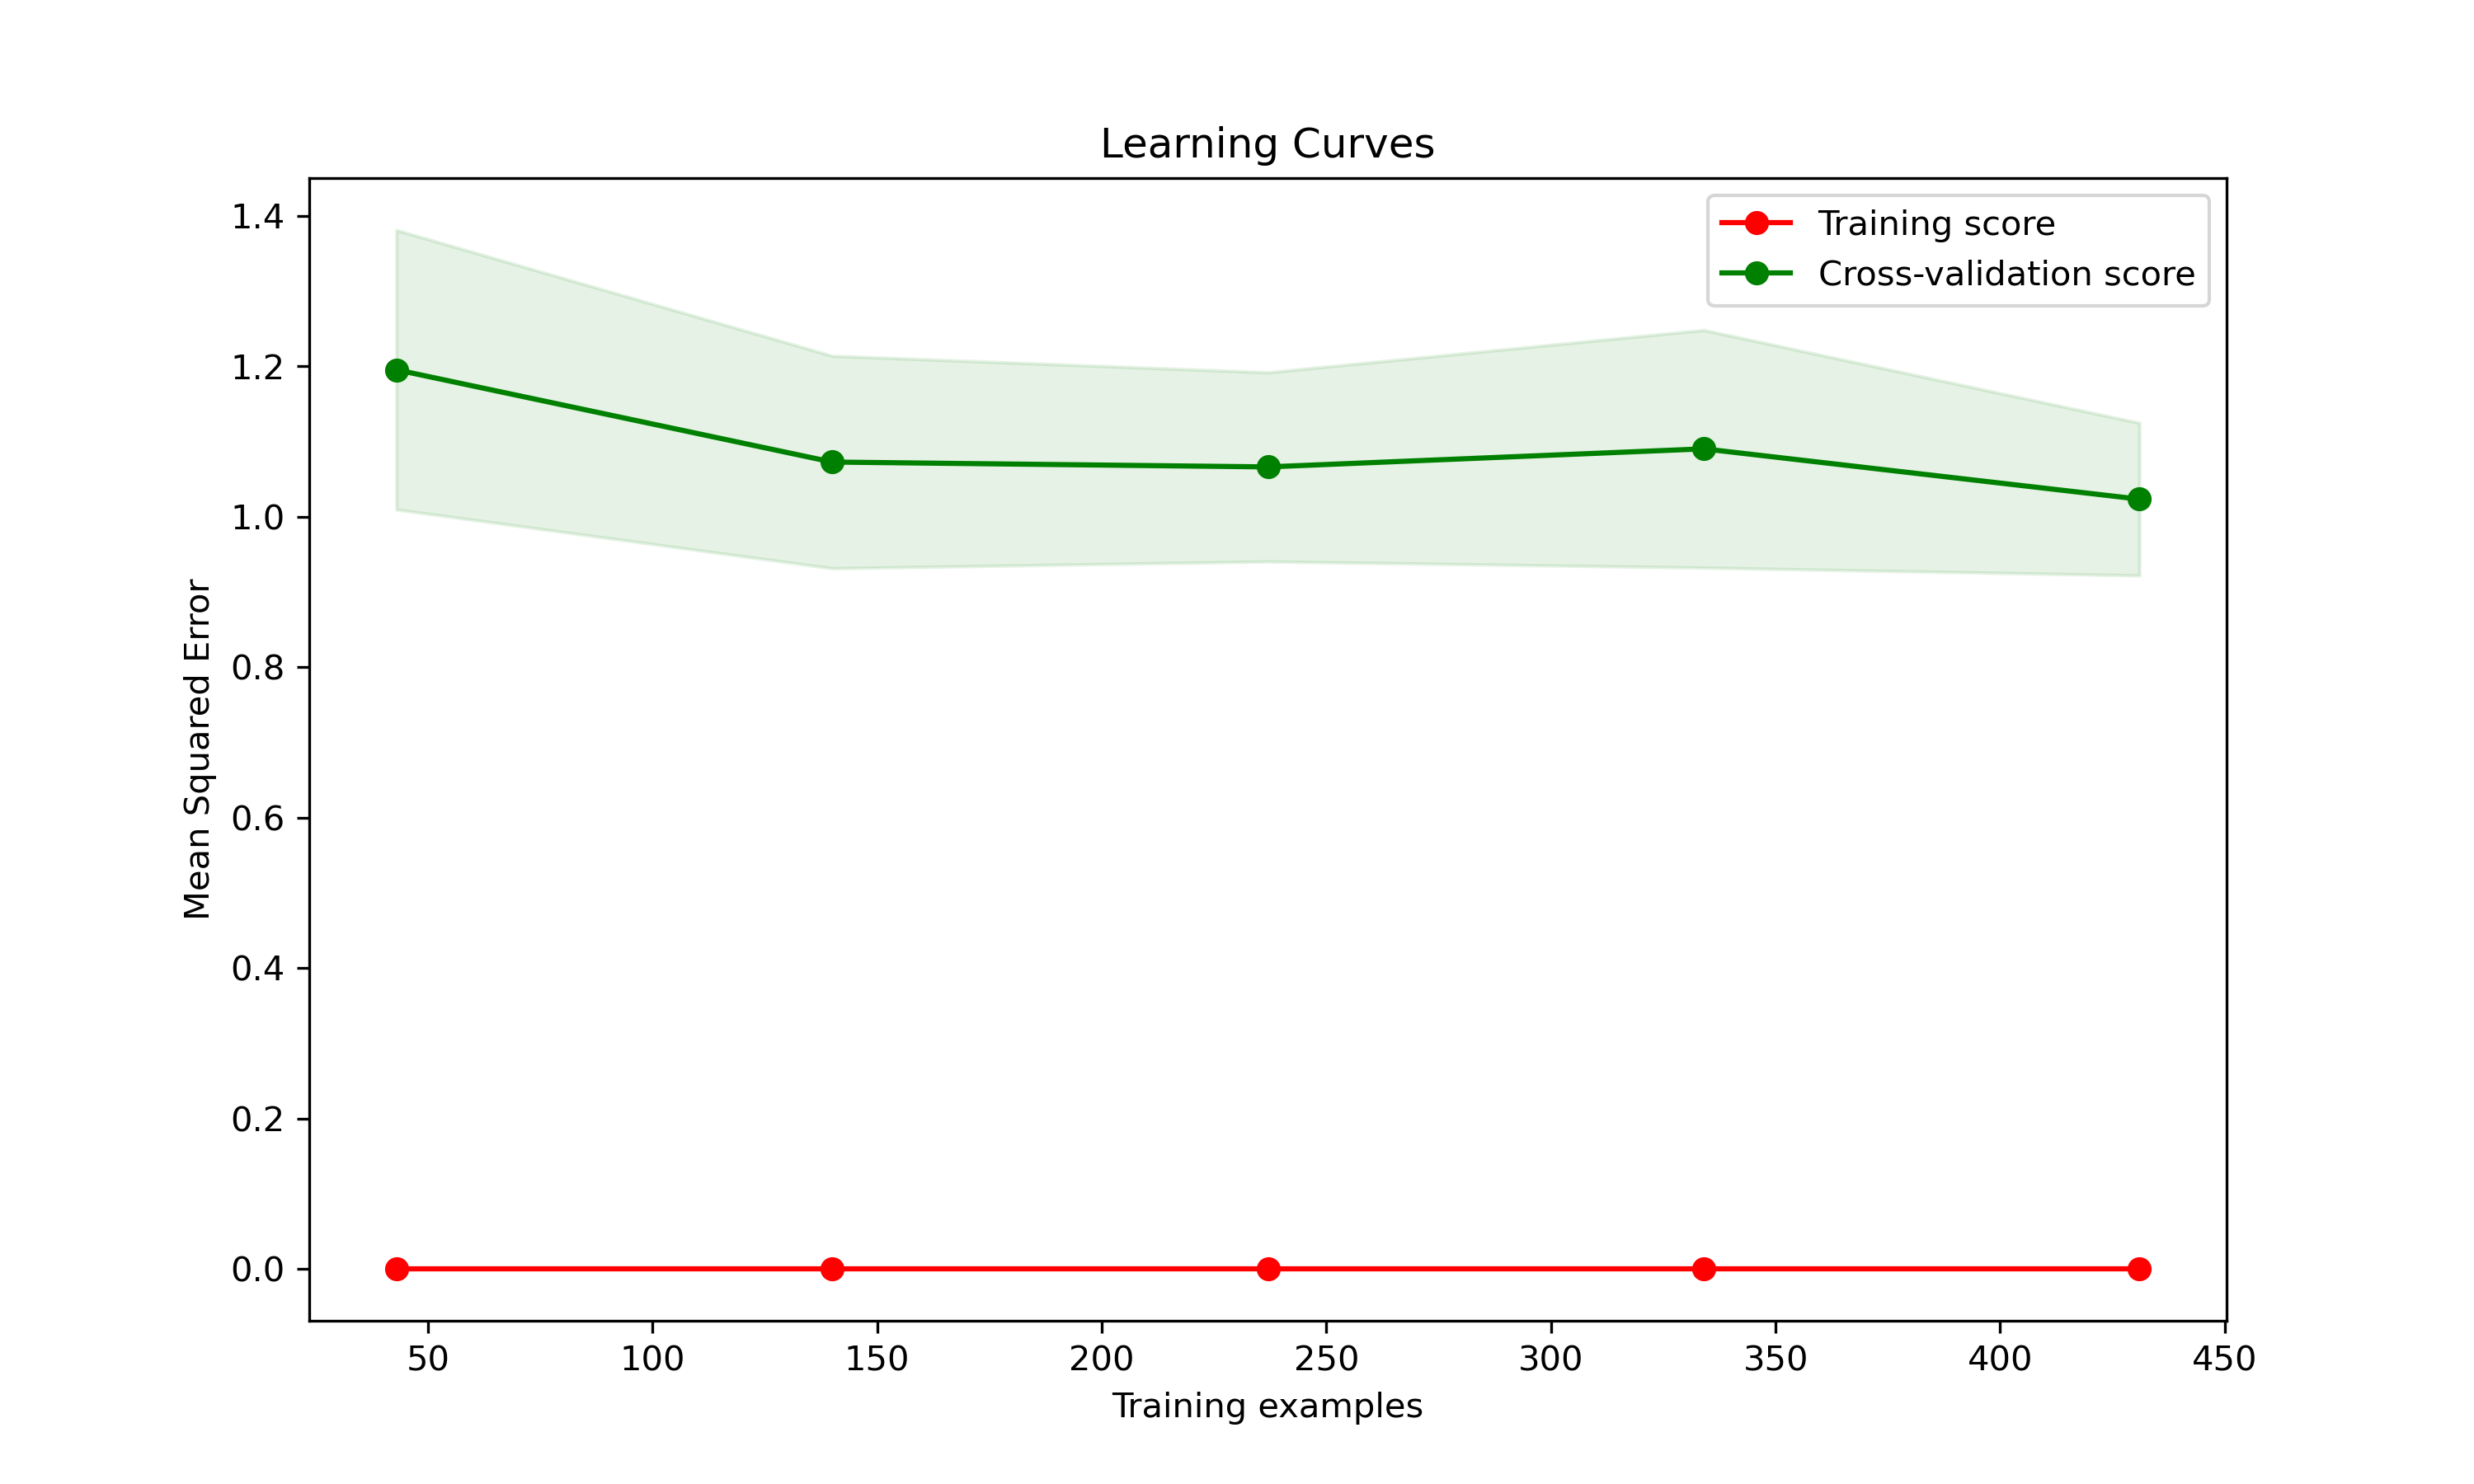 Learning Curves
Training score
Cross-validation score
1.4
1.2
1.0
0.8
0.6
0.4
0.2
0.0
Mean Squared Error
50 100 150 200 250 300 350 400 450
Training examples